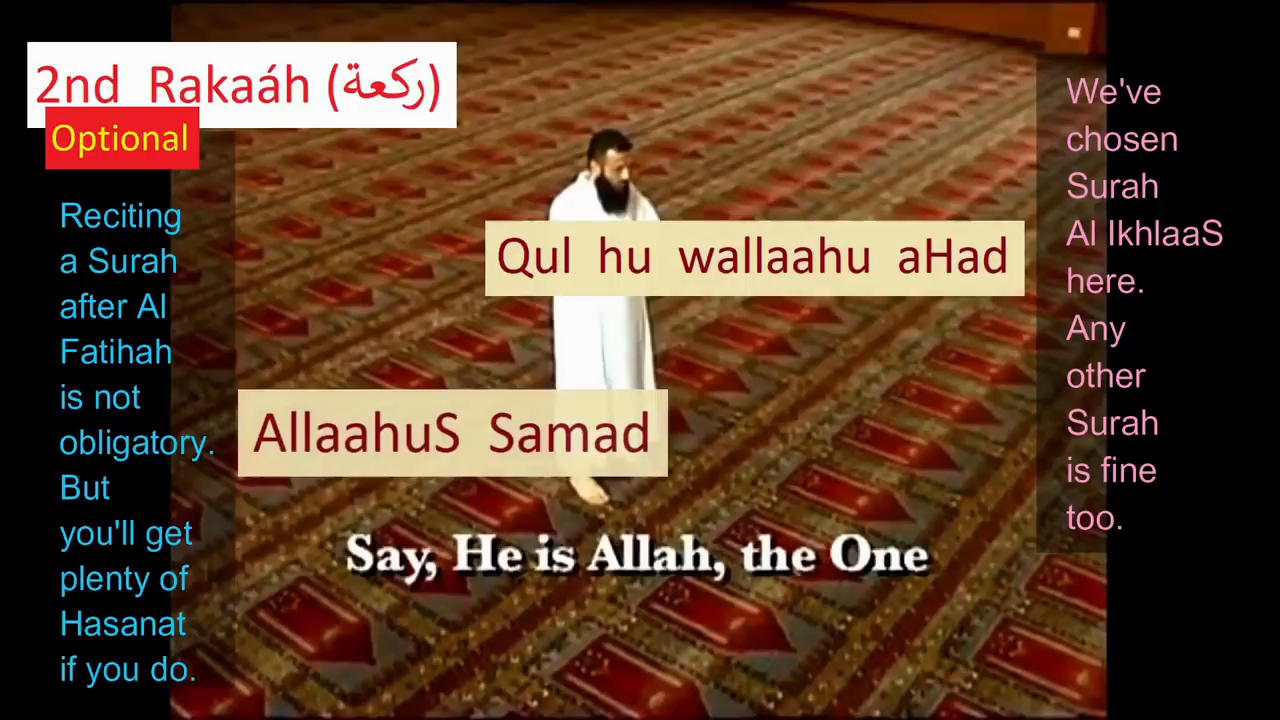 2nd Rakaáh (ركعة)
Optional
Reciting
a Surah
after Al
Fatihah
is not
obligatory.
But
you'll get
plenty of
Hasanat
if you do.
Qul hu wallaahu aHad
AllaahuS Samad
Say, He is Allah, the One
We've
chosen
Surah
Al IkhlaaS
here.
Any
other
Surah
is fine
too.